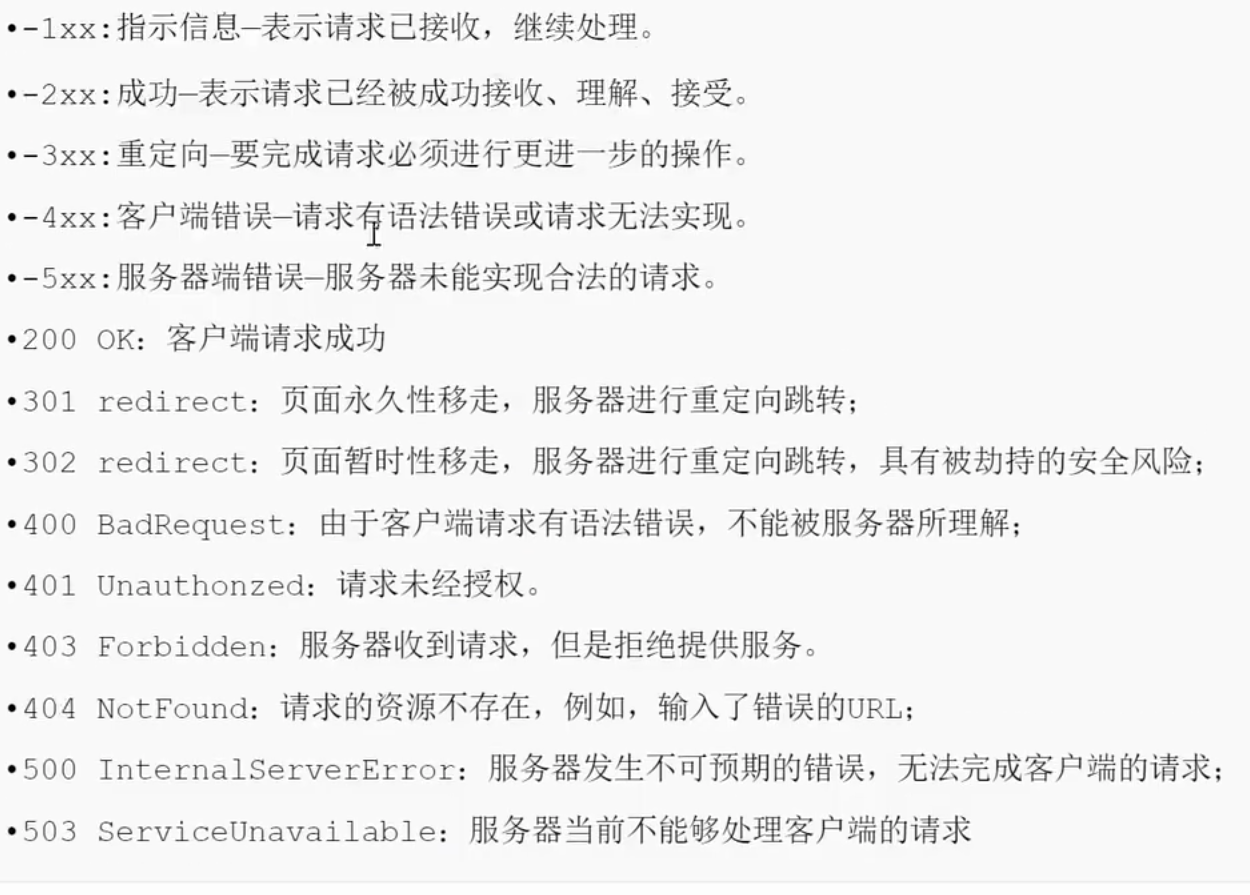 •-1xx:指示信息—表示请求已接收，继续处理。
•-2xx:成功—表示请求已经被成功接收、理解、接受。
•-3xx:重定向—要完成请求必须进行更进一步的操作。
•-4xx:客户端错误—请求有语法错误或请求无法实现。
•-5xx:服务器端错误—服务器未能实现合法的请求。
•200 OK：客户端请求成功
•301 redirect：页面永久性移走，服务器进行重定向跳转；
•302 redirect：页面暂时性移走，服务器进行重定向跳转，具有被劫持的安全风险；
•400 BadRequest：由于客户端请求有语法错误，不能被服务器所理解；
•401 Unauthonzed：请求未经授权。
•403 Forbidden：服务器收到请求，但是拒绝提供服务。
•404 NotFound：请求的资源不存在，例如，输入了错误的URL；
•500 InternalServerError：服务器发生不可预期的错误，无法完成客户端的请求；
•503 ServiceUnavailable：服务器当前不能够处理客户端的请求